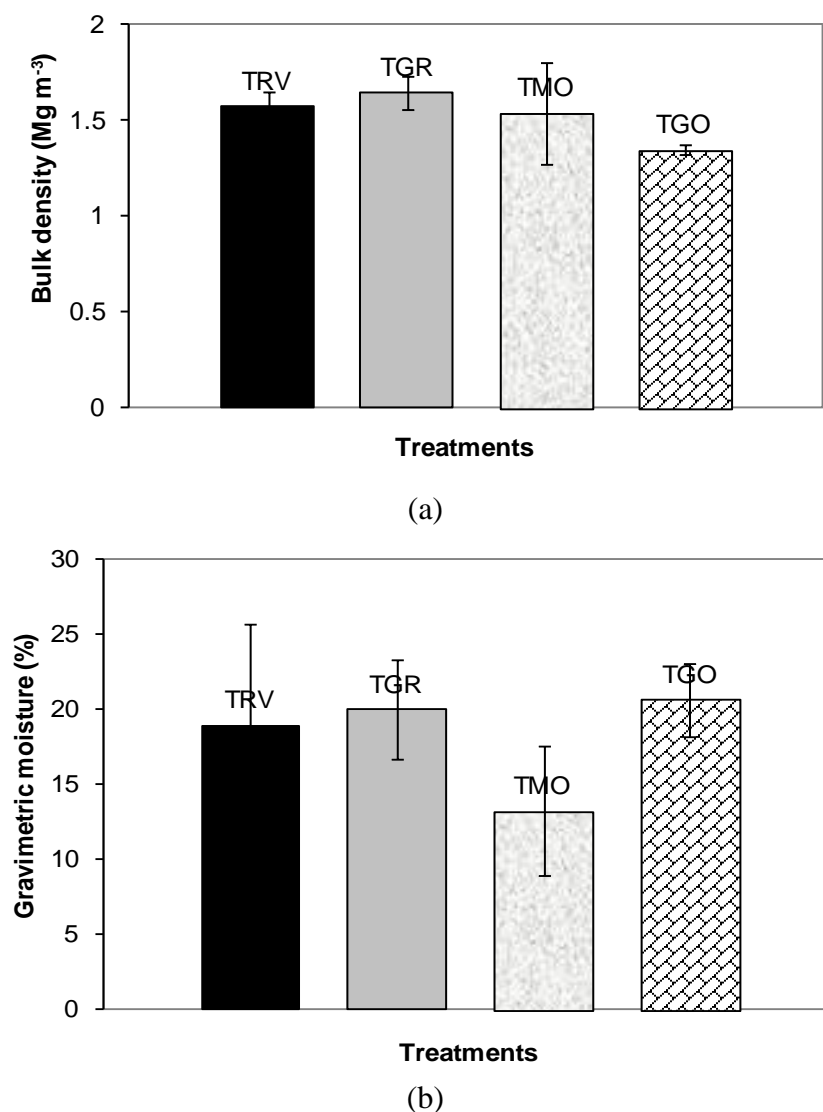 2
TRV
TGR
TMO
TGO
1.5
1
0.5
0
Bulk density (Mg m⁻³)
Treatments
(a)
30
25
20
15
10
5
0
TRV
TGR
TMO
TGO
Gravimetric moisture (%)
Treatments
(b)